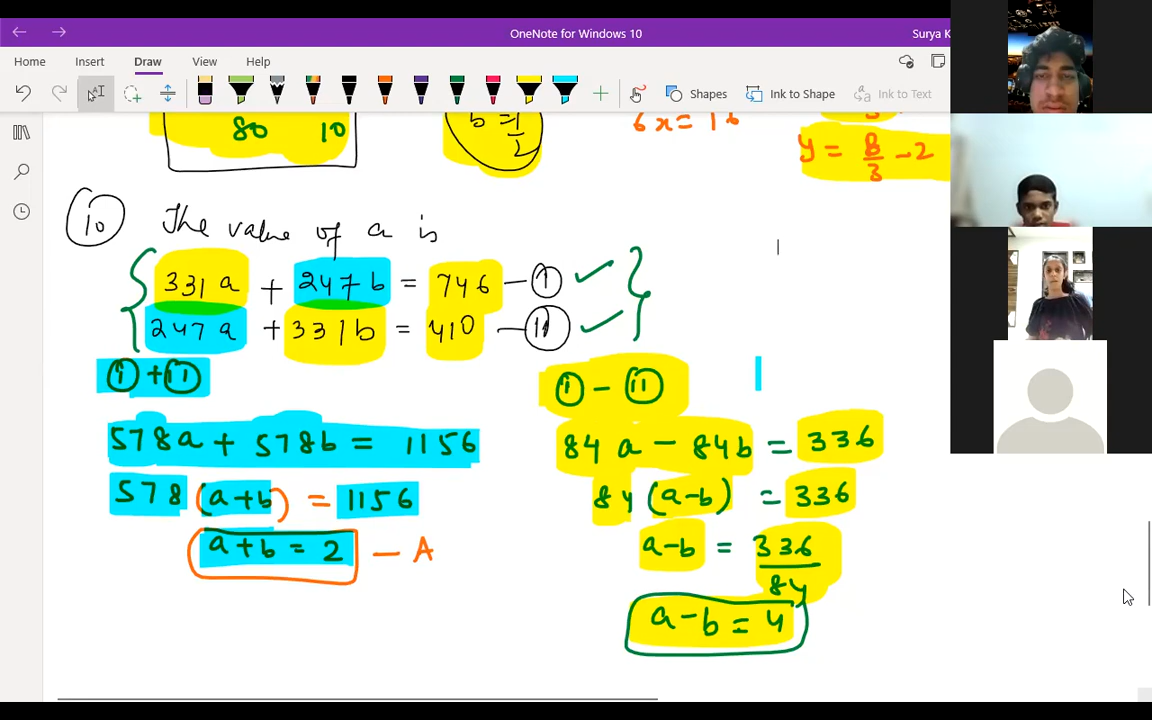 OneNote for Windows 10
Surya K
Home Insert Draw View Help
Shapes Ink to Shape Ink to Text
80 10
6x = 16
y = 8/3 - 2
10 The value of a is
331a + 247b = 746 - i
247a + 331b = 410 - ii
i + ii
i - ii
578a + 578b = 1156
84a - 84b = 336
578 (a+b) = 1156
84 (a-b) = 336
a+b = 2 - A
a-b = 336/84
a-b = 4